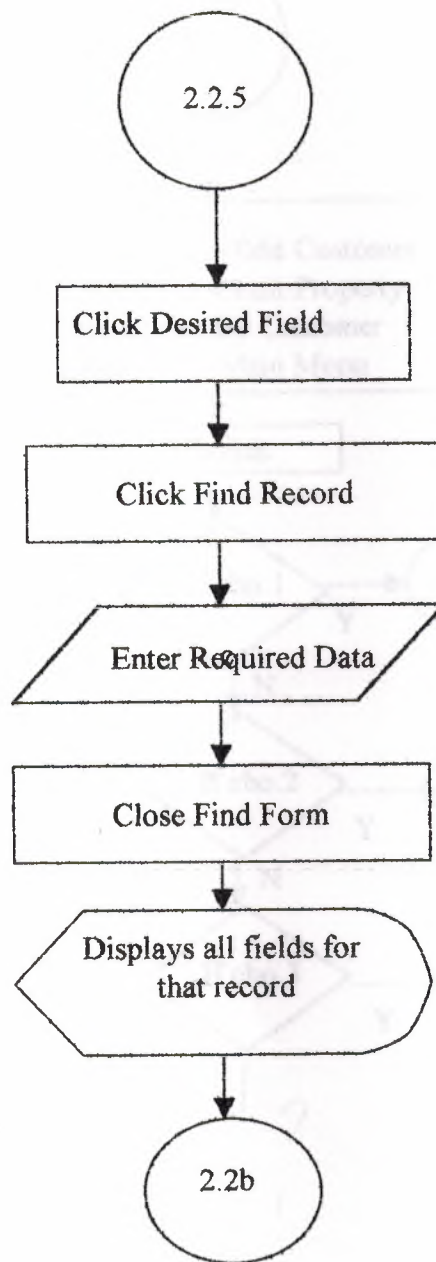 2.2.5
Click Desired Field
Click Find Record
Enter Required Data
Close Find Form
Displays all fields for
that record
2.2b